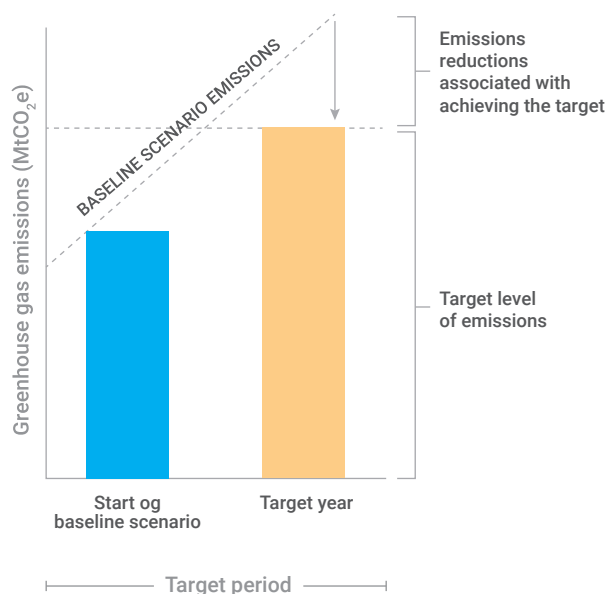 Greenhouse gas emissions (MtCO₂e)
BASELINE SCENARIO EMISSIONS
Emissions
reductions
associated with
achieving the target
Target level
of emissions
Start og
baseline scenario
Target year
Target period